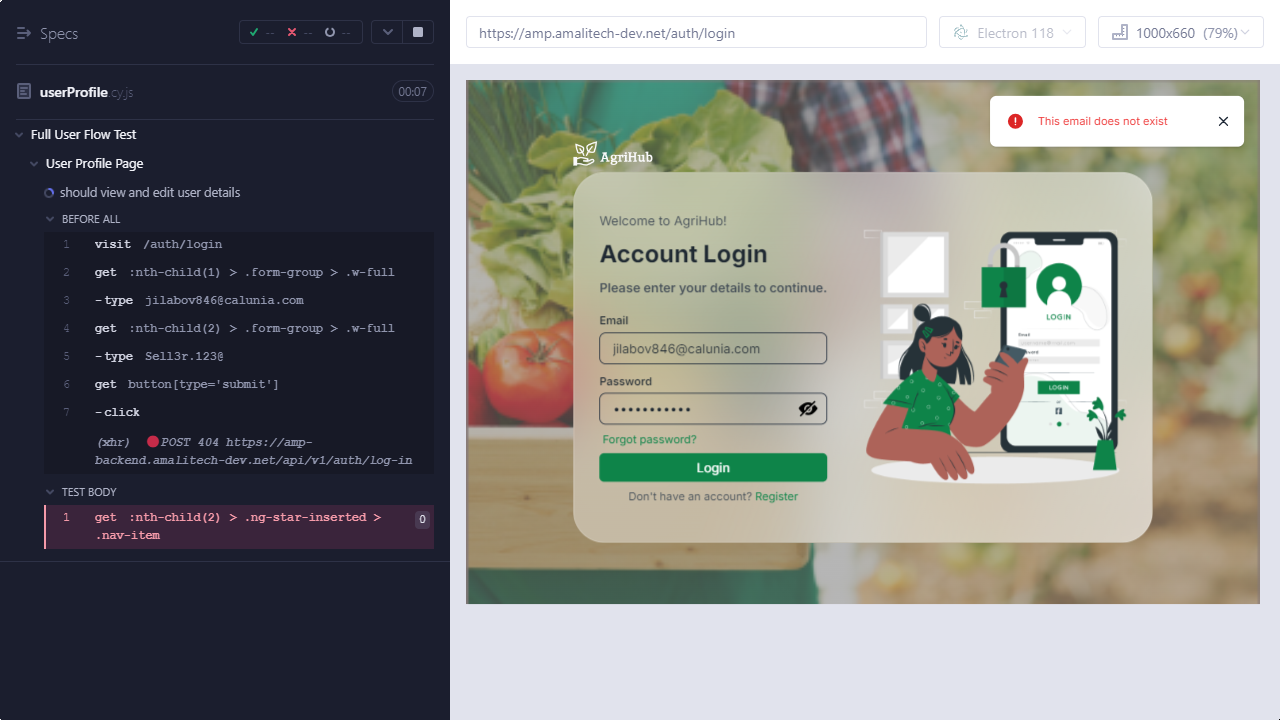 Specs
-- -- --
userProfile.cy.js 00:07
Full User Flow Test
User Profile Page
should view and edit user details
BEFORE ALL
1 visit /auth/login
2 get :nth-child(1) > .form-group > .w-full
3 -type jilabov846@calunia.com
4 get :nth-child(2) > .form-group > .w-full
5 -type Sell3r.123@
6 get button[type='submit']
7 -click
(xhr) POST 404 https://amp-
backend.amalitech-dev.net/api/v1/auth/log-in
TEST BODY
1 get :nth-child(2) > .ng-star-inserted > 0
.nav-item
https://amp.amalitech-dev.net/auth/login
Electron 118
1000x660 (79%)
This email does not exist
AgriHub
Welcome to AgriHub!
Account Login
Please enter your details to continue.
Email
jilabov846@calunia.com
Password
•••••••••••
Forgot password?
Login
Don't have an account? Register
LOGIN
Email
LOGIN